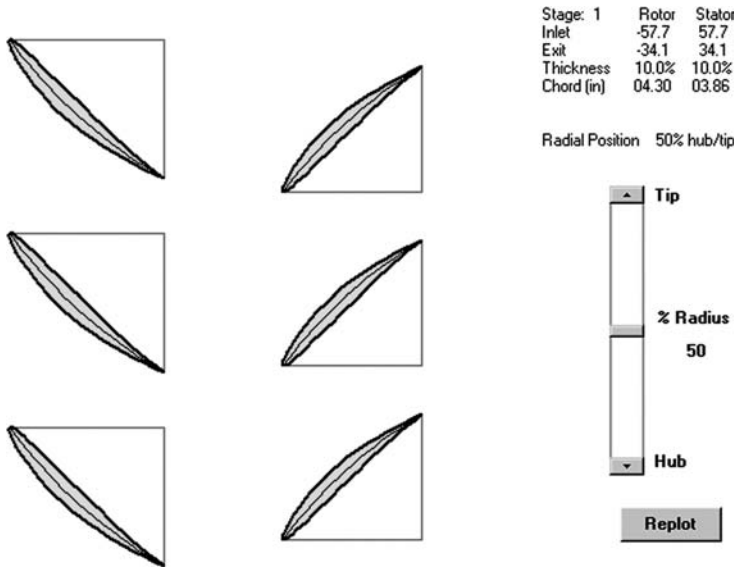 Stage: 1 Rotor Stator
Inlet -57.7 57.7
Exit -34.1 34.1
Thickness 10.0% 10.0%
Chord (in) 04.30 03.86
Radial Position 50% hub/tip
Tip
% Radius
50
Hub
Replot